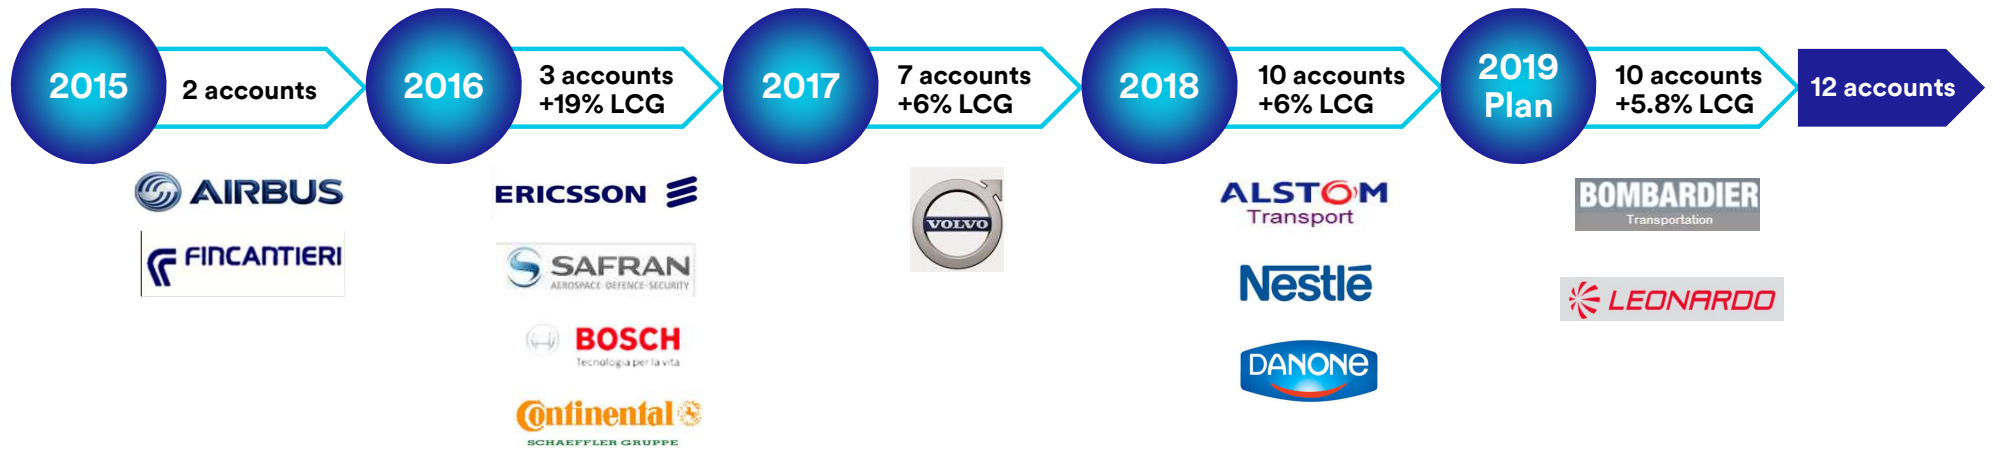 2015
2 accounts
2016
3 accounts
+19% LCG
2017
7 accounts
+6% LCG
2018
10 accounts
+6% LCG
2019
Plan
10 accounts
+5.8% LCG
12 accounts
AIRBUS
FINCANTIERI
ERICSSON
SAFRAN
AEROSPACE·DEFENCE·SECURITY
BOSCH
Tecnologia per la vita
Continental
SCHAEFFLER GRUPPE
VOLVO
ALSTOM
Transport
Nestlé
DANONE
BOMBARDIER
Transportation
LEONARDO